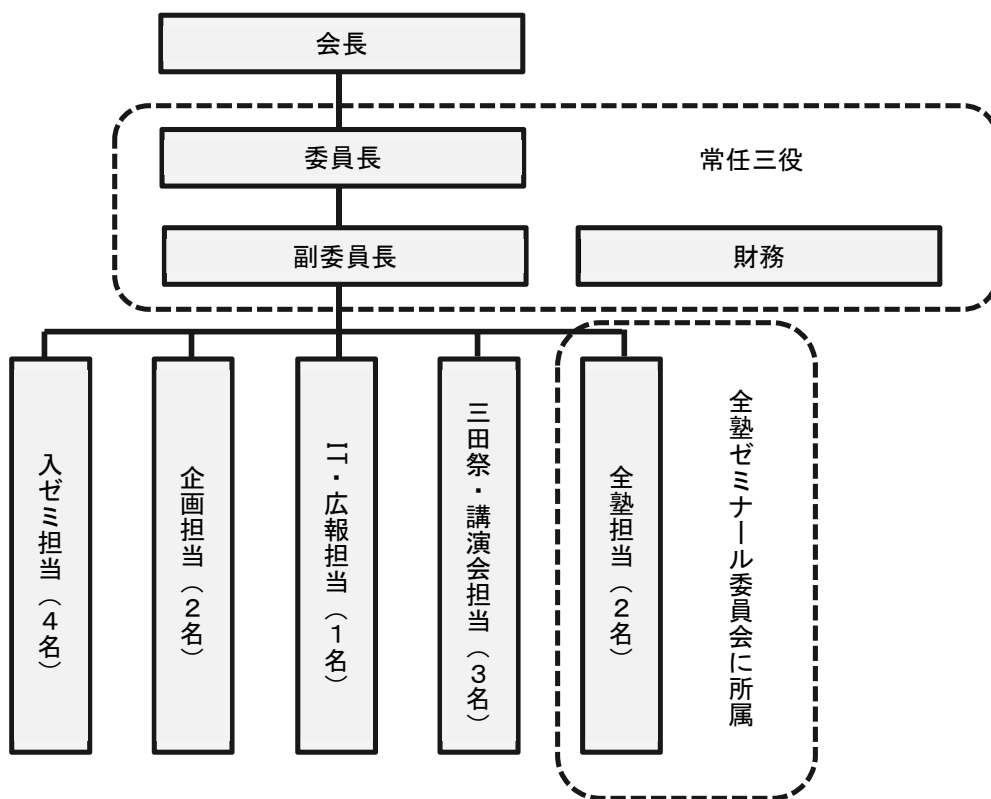 会長
委員長
常任三役
副委員長
財務
入ゼミ担当（４名）
企画担当（２名）
IT・広報担当（１名）
三田祭・講演会担当（３名）
全塾担当（２名）
全塾ゼミナール委員会に所属